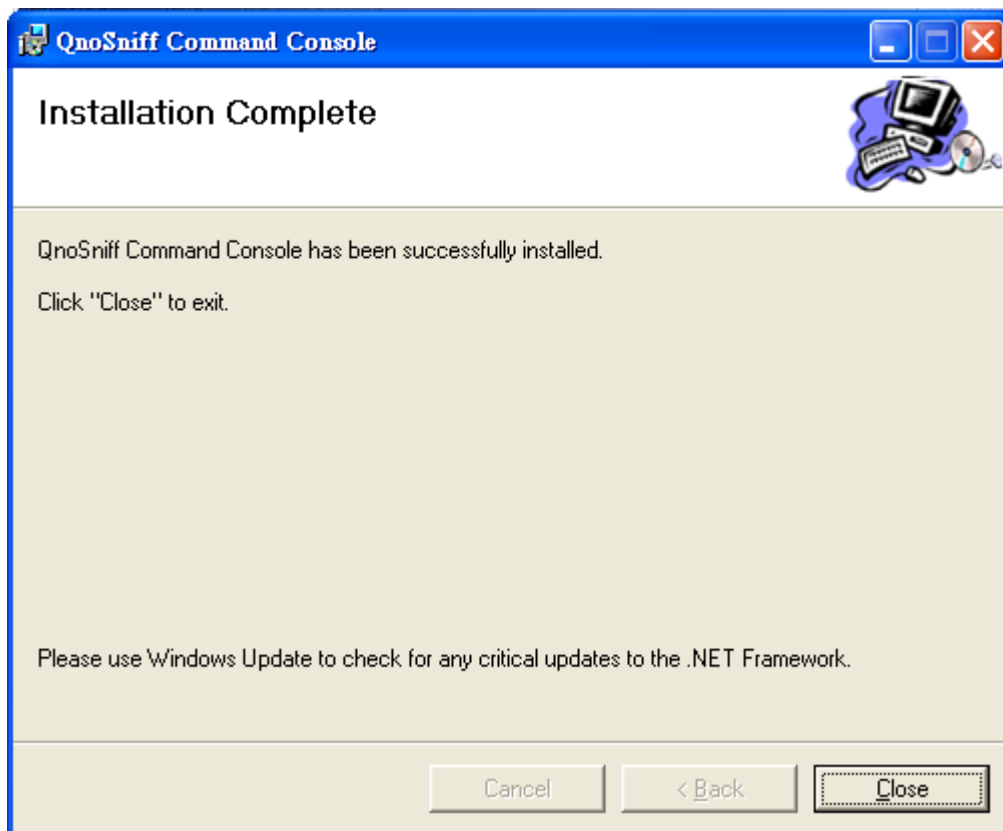 QnoSniff Command Console
Installation Complete
QnoSniff Command Console has been successfully installed.
Click "Close" to exit.
Please use Windows Update to check for any critical updates to the .NET Framework.
Cancel
< Back
Close